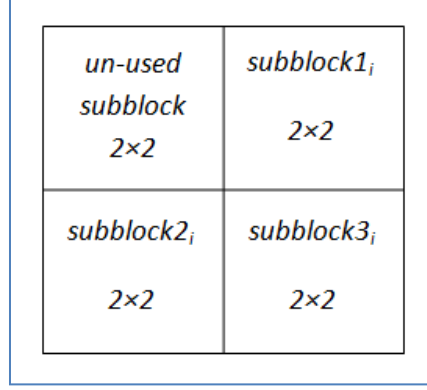 un-used
subblock
2×2
subblock1ᵢ
2×2
subblock2ᵢ
2×2
subblock3ᵢ
2×2